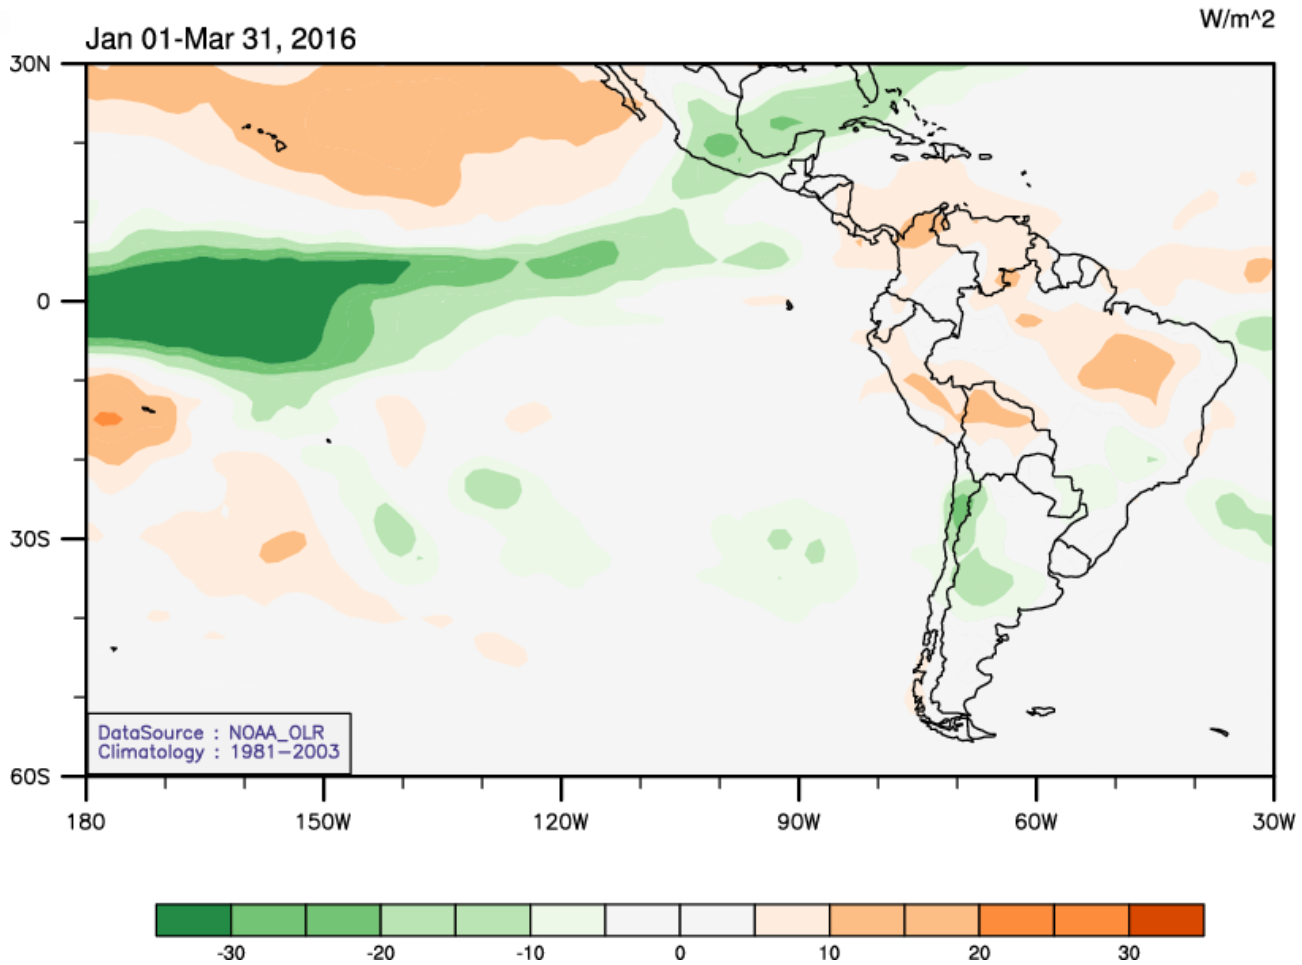 W/m^2
Jan 01-Mar 31, 2016
30N
0
30S
60S
DataSource : NOAA_OLR
Climatology : 1981-2003
180 150W 120W 90W 60W 30W
-30 -20 -10 0 10 20 30